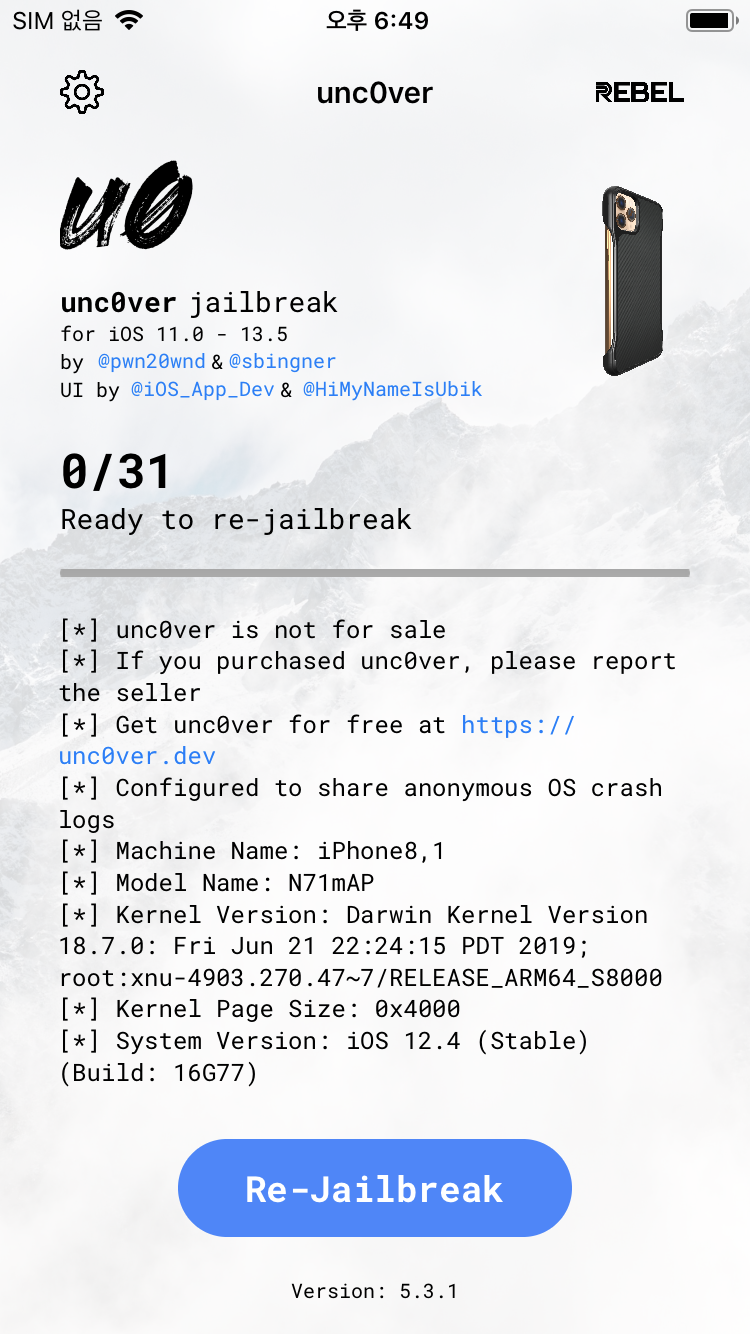 SIM 없음 오후 6:49
unc0ver REBEL
u0
unc0ver jailbreak
for iOS 11.0 - 13.5
by @pwn20wnd & @sbingner
UI by @iOS_App_Dev & @HiMyNameIsUbik
0/31
Ready to re-jailbreak
[*] unc0ver is not for sale
[*] If you purchased unc0ver, please report
the seller
[*] Get unc0ver for free at https://
unc0ver.dev
[*] Configured to share anonymous OS crash
logs
[*] Machine Name: iPhone8,1
[*] Model Name: N71mAP
[*] Kernel Version: Darwin Kernel Version
18.7.0: Fri Jun 21 22:24:15 PDT 2019;
root:xnu-4903.270.47~7/RELEASE_ARM64_S8000
[*] Kernel Page Size: 0x4000
[*] System Version: iOS 12.4 (Stable)
(Build: 16G77)
Re-Jailbreak
Version: 5.3.1